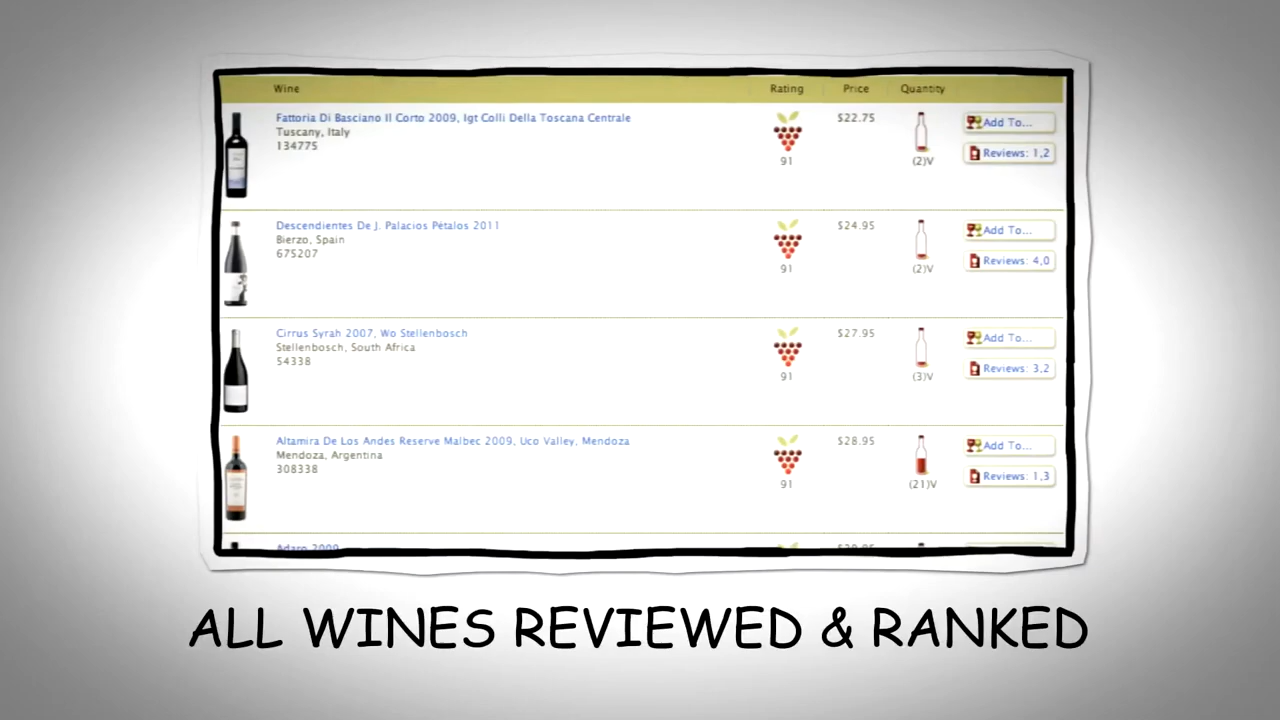 Wine Rating Price Quantity
Fattoria Di Basciano Il Corto 2009, Igt Colli Della Toscana Centrale
Tuscany, Italy
134775
91
$22.75
(2)V
Add To...
Reviews: 1,2
Descendientes De J. Palacios Pétalos 2011
Bierzo, Spain
675207
91
$24.95
(2)V
Add To...
Reviews: 4,0
Cirrus Syrah 2007, Wo Stellenbosch
Stellenbosch, South Africa
54338
91
$27.95
(3)V
Add To...
Reviews: 3,2
Altamira De Los Andes Reserve Malbec 2009, Uco Valley, Mendoza
Mendoza, Argentina
308338
91
$28.95
(21)V
Add To...
Reviews: 1,3
Adaro 2009
ALL WINES REVIEWED & RANKED